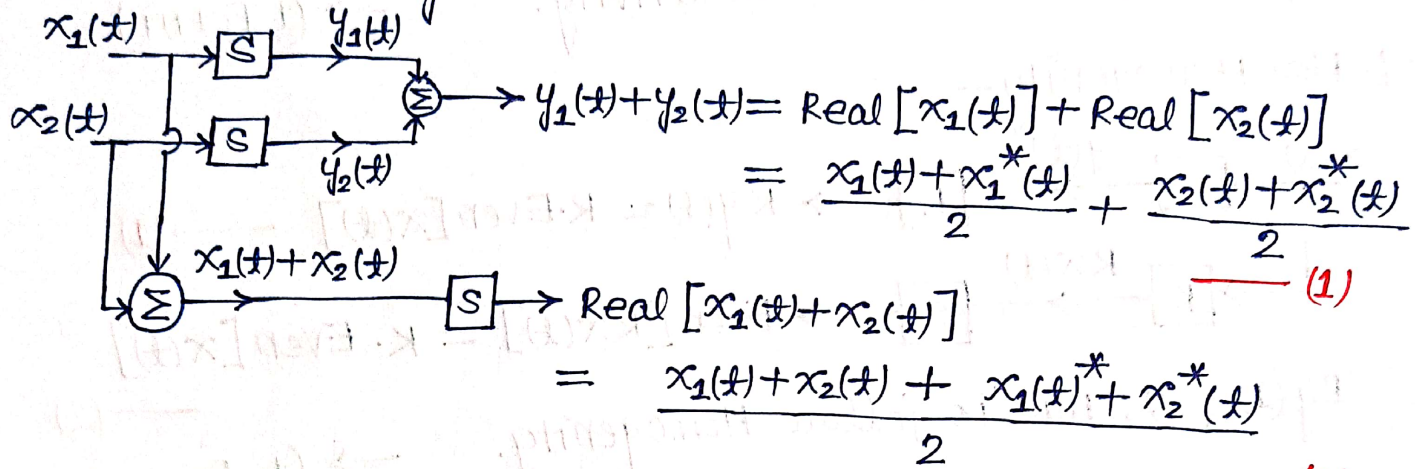 x₁(t)
y₁(t)
S
Σ
y₁(t)+y₂(t)= Real [x₁(t)]+Real [x₂(t)]
x₂(t)
S
y₂(t)
= x₁(t)+x₁*(t) / 2 + x₂(t)+x₂*(t) / 2
(1)
x₁(t)+x₂(t)
Σ
S
Real [x₁(t)+x₂(t)]
= x₁(t)+x₂(t) + x₁(t)*+x₂*(t) / 2